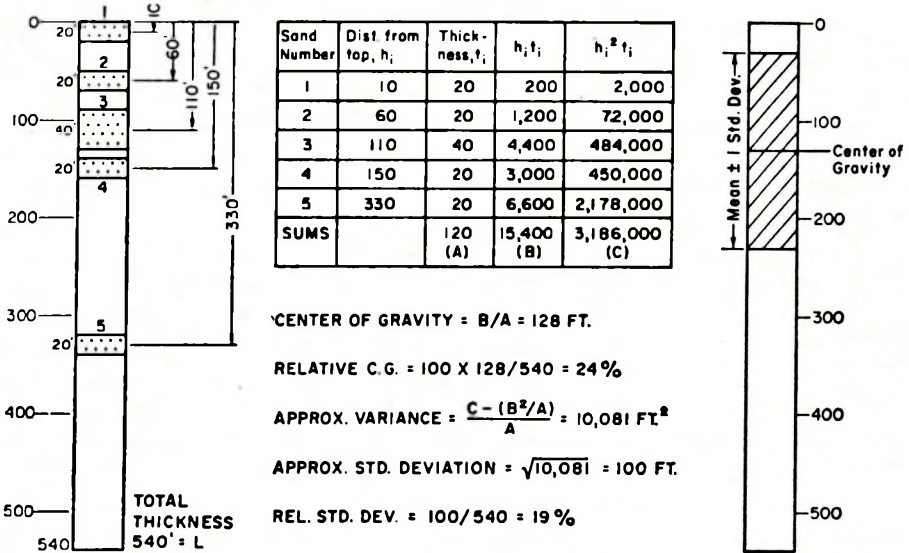 0
20'
20'
100
40'
20'
200
300
20'
400
500
540
1
2
3
4
5
60'
110'
150'
330'
TOTAL
THICKNESS
540' = L
Sand Number | Dist. from top, hᵢ | Thick-ness, tᵢ | hᵢtᵢ | hᵢ² tᵢ
1 | 10 | 20 | 200 | 2,000
2 | 60 | 20 | 1,200 | 72,000
3 | 110 | 40 | 4,400 | 484,000
4 | 150 | 20 | 3,000 | 450,000
5 | 330 | 20 | 6,600 | 2,178,000
SUMS | | 120 (A) | 15,400 (B) | 3,186,000 (C)
CENTER OF GRAVITY = B/A = 128 FT.
RELATIVE C.G. = 100 X 128/540 = 24%
APPROX. VARIANCE = C-(B²/A) / A = 10,081 FT.²
APPROX. STD. DEVIATION = √10,081 = 100 FT.
REL. STD. DEV. = 100/540 = 19%
0
100
200
300
400
500
Mean ± 1 Std. Dev.
Center of
Gravity